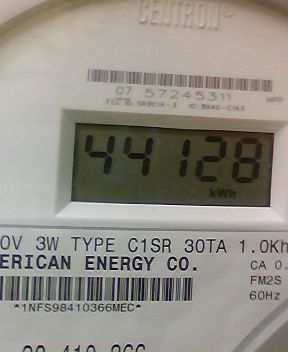 CENTRON®
07 57245311
44128
kWh
0V 3W TYPE C1SR 30TA 1.0Kh
ERICAN ENERGY CO.
CA 0.
FM2S
60Hz
*1NFS98410366MEC*